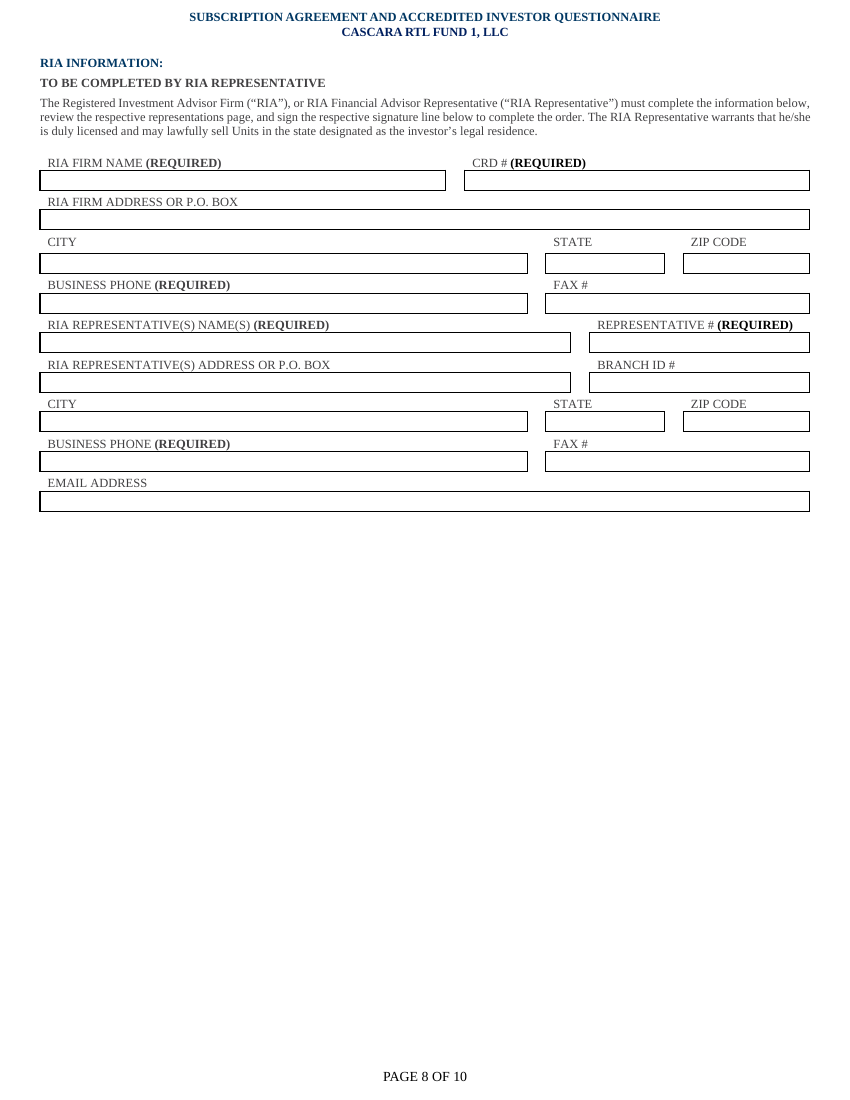 SUBSCRIPTION AGREEMENT AND ACCREDITED INVESTOR QUESTIONNAIRE
CASCARA RTL FUND 1, LLC
RIA INFORMATION:
TO BE COMPLETED BY RIA REPRESENTATIVE
The Registered Investment Advisor Firm (“RIA”), or RIA Financial Advisor Representative (“RIA Representative”) must complete the information below,
review the respective representations page, and sign the respective signature line below to complete the order. The RIA Representative warrants that he/she
is duly licensed and may lawfully sell Units in the state designated as the investor’s legal residence.
RIA FIRM NAME (REQUIRED) CRD # (REQUIRED)
RIA FIRM ADDRESS OR P.O. BOX
CITY STATE ZIP CODE
BUSINESS PHONE (REQUIRED) FAX #
RIA REPRESENTATIVE(S) NAME(S) (REQUIRED) REPRESENTATIVE # (REQUIRED)
RIA REPRESENTATIVE(S) ADDRESS OR P.O. BOX BRANCH ID #
CITY STATE ZIP CODE
BUSINESS PHONE (REQUIRED) FAX #
EMAIL ADDRESS
PAGE 8 OF 10